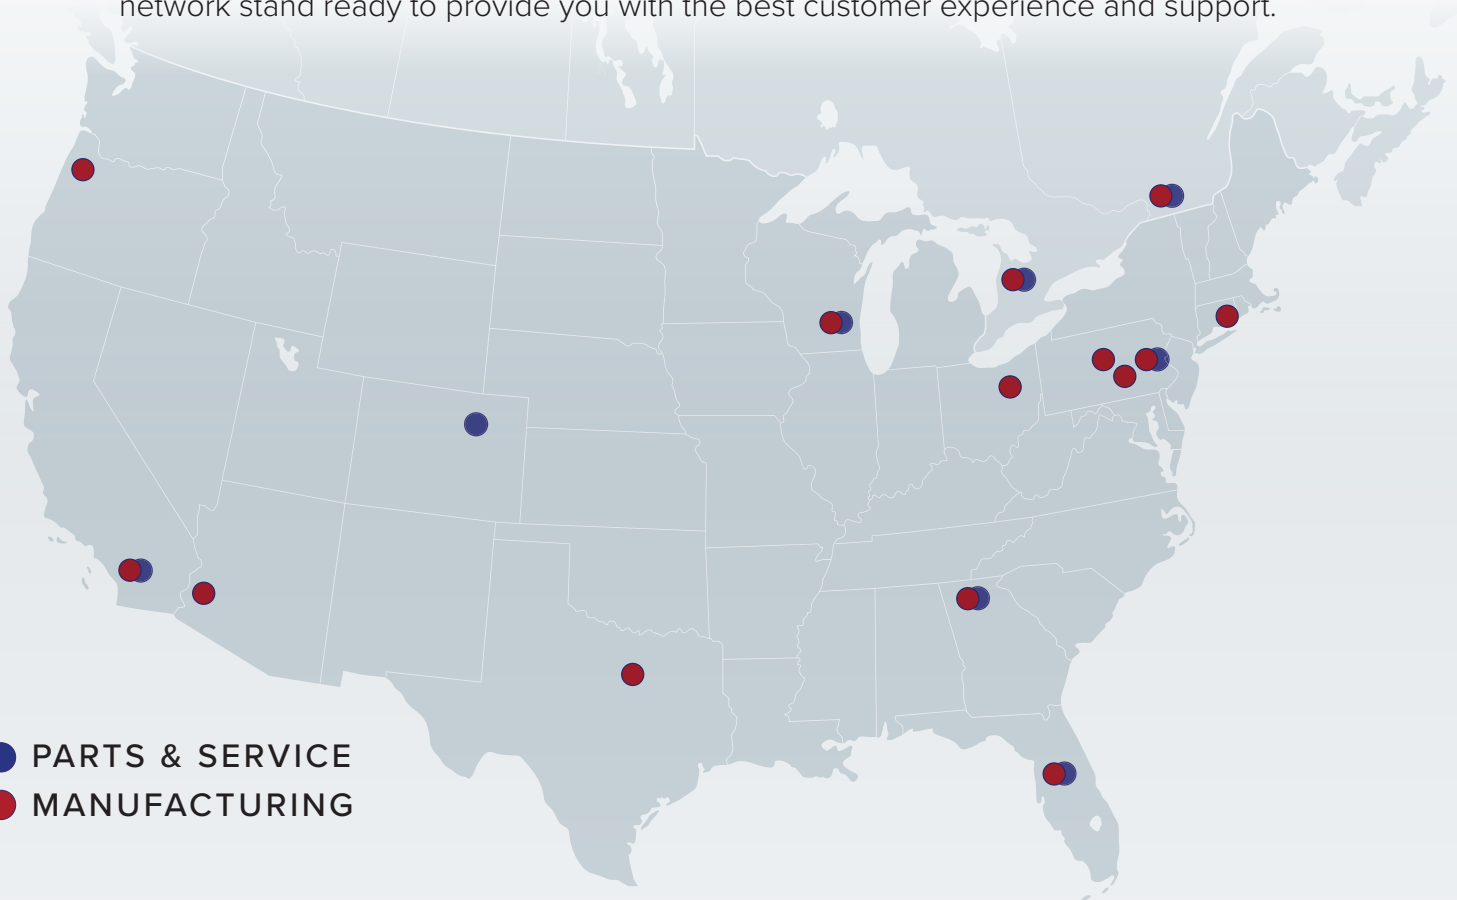 network stand ready to provide you with the best customer experience and support.
PARTS & SERVICE
MANUFACTURING